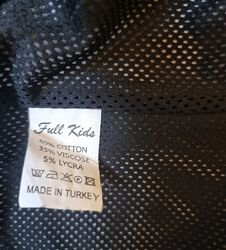 Full Kids
60% COTTON
35% VISCOSE
5% LYCRA
MADE IN TURKEY